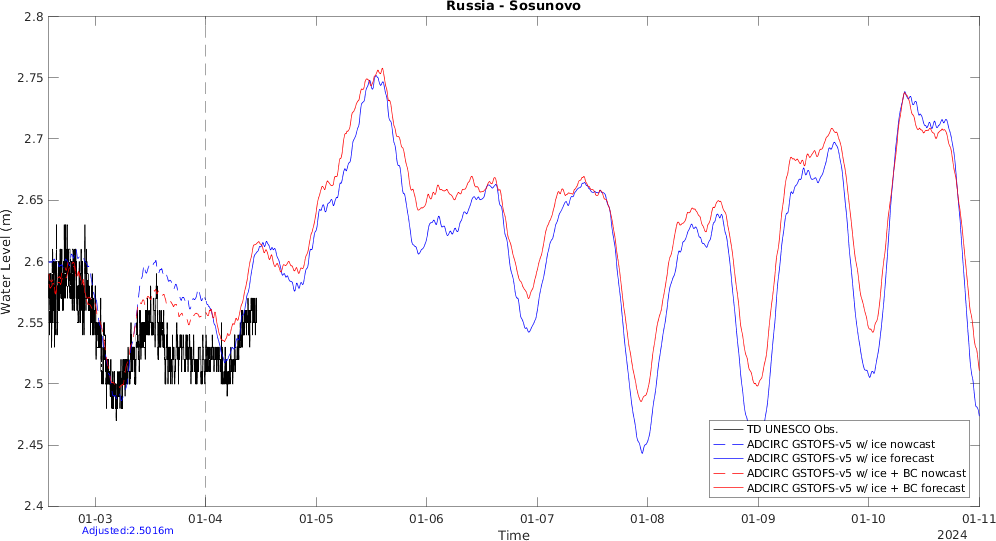 Russia - Sosunovo
2.8
2.75
2.7
2.65
2.6
2.55
2.5
2.45
2.4
Water Level (m)
TD UNESCO Obs.
ADCIRC GSTOFS-v5 w/ ice nowcast
ADCIRC GSTOFS-v5 w/ ice forecast
ADCIRC GSTOFS-v5 w/ ice + BC nowcast
ADCIRC GSTOFS-v5 w/ ice + BC forecast
01-03 01-04 01-05 01-06 01-07 01-08 01-09 01-10 01-11
Adjusted:2.5016m
Time
2024